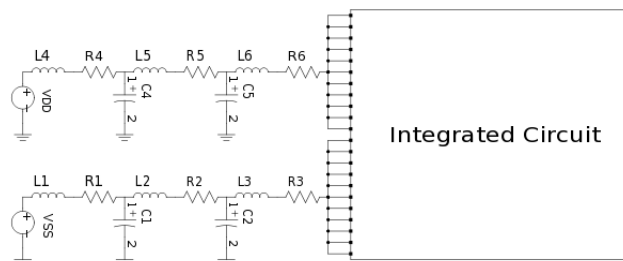 L4 R4 L5 R5 L6 R6
1 + C4 2
1 + C5 2
+ VDD -
Integrated Circuit
L1 R1 L2 R2 L3 R3
1 + C1 2
1 + C2 2
+ VSS -